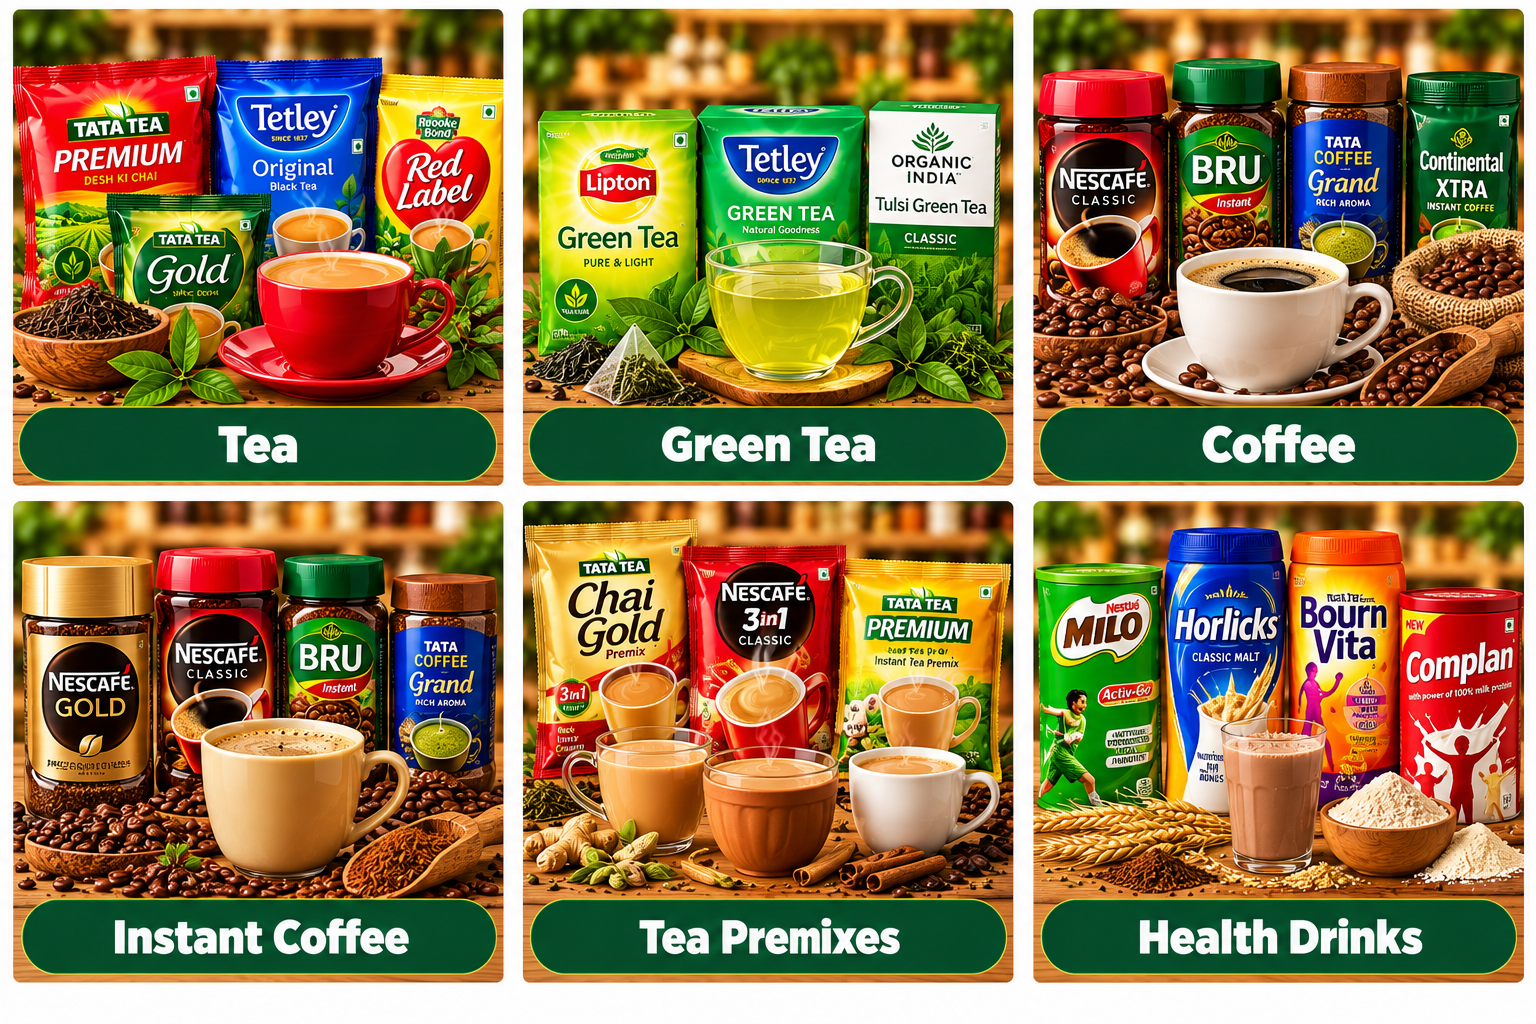 TATA TEA
PREMIUM
DESH KI CHAI
Tetley
SINCE 1837
Original
Black Tea
Brooke
Bond
Red
Label
TATA TEA
Gold
Tea
Lipton
Green Tea
PURE & LIGHT
Tetley
SINCE 1837
GREEN TEA
Natural Goodness
ORGANIC
INDIA
Tulsi Green Tea
CLASSIC
Green Tea
NESCAFÉ
CLASSIC
BRU
Instant
TATA
COFFEE
Grand
RICH AROMA
Continental
XTRA
INSTANT COFFEE
Coffee
NESCAFÉ
GOLD
NESCAFÉ
CLASSIC
BRU
Instant
TATA
COFFEE
Grand
RICH AROMA
Instant Coffee
TATA TEA
Chai
Gold
Premix
3in1
NESCAFÉ
3in1
CLASSIC
TATA TEA
PREMIUM
Instant Tea Premix
Tea Premixes
Nestlé
MILO
Activ-Go
Horlicks
CLASSIC MALT
Bourn
Vita
NEW
Complan
with power of 100% milk protein
Health Drinks